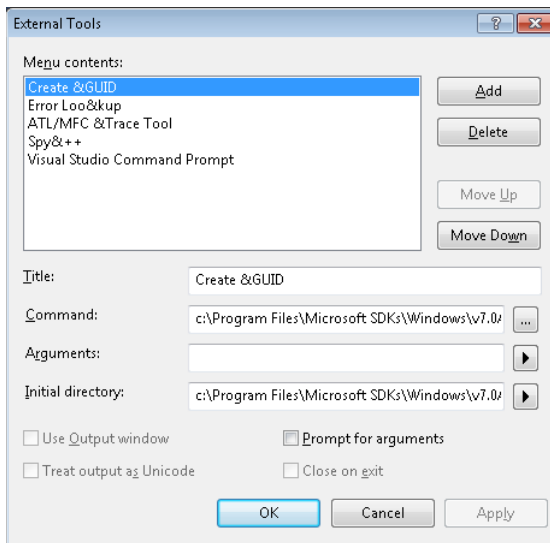 External Tools
Menu contents:
Create &GUID
Error Loo&kup
ATL/MFC &Trace Tool
Spy&++
Visual Studio Command Prompt
Add
Delete
Move Up
Move Down
Title:
Create &GUID
Command:
c:\Program Files\Microsoft SDKs\Windows\v7.0A
...
Arguments:
Initial directory:
c:\Program Files\Microsoft SDKs\Windows\v7.0A
Use Output window
Prompt for arguments
Treat output as Unicode
Close on exit
OK
Cancel
Apply